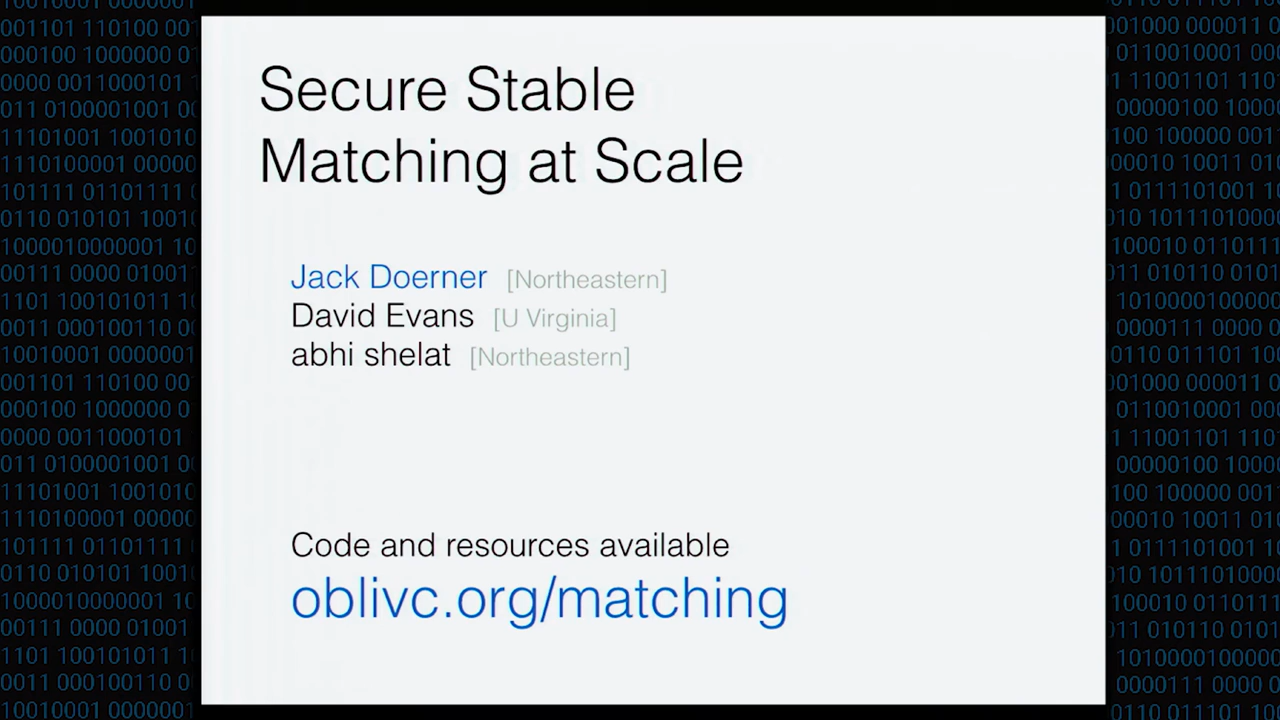 Secure Stable
Matching at Scale
Jack Doerner [Northeastern]
David Evans [U Virginia]
abhi shelat [Northeastern]
Code and resources available
oblivc.org/matching